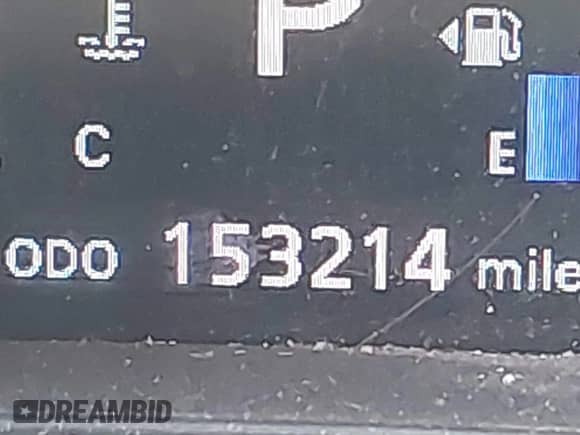 P
C E
ODO 153214 mile
DREAMBID